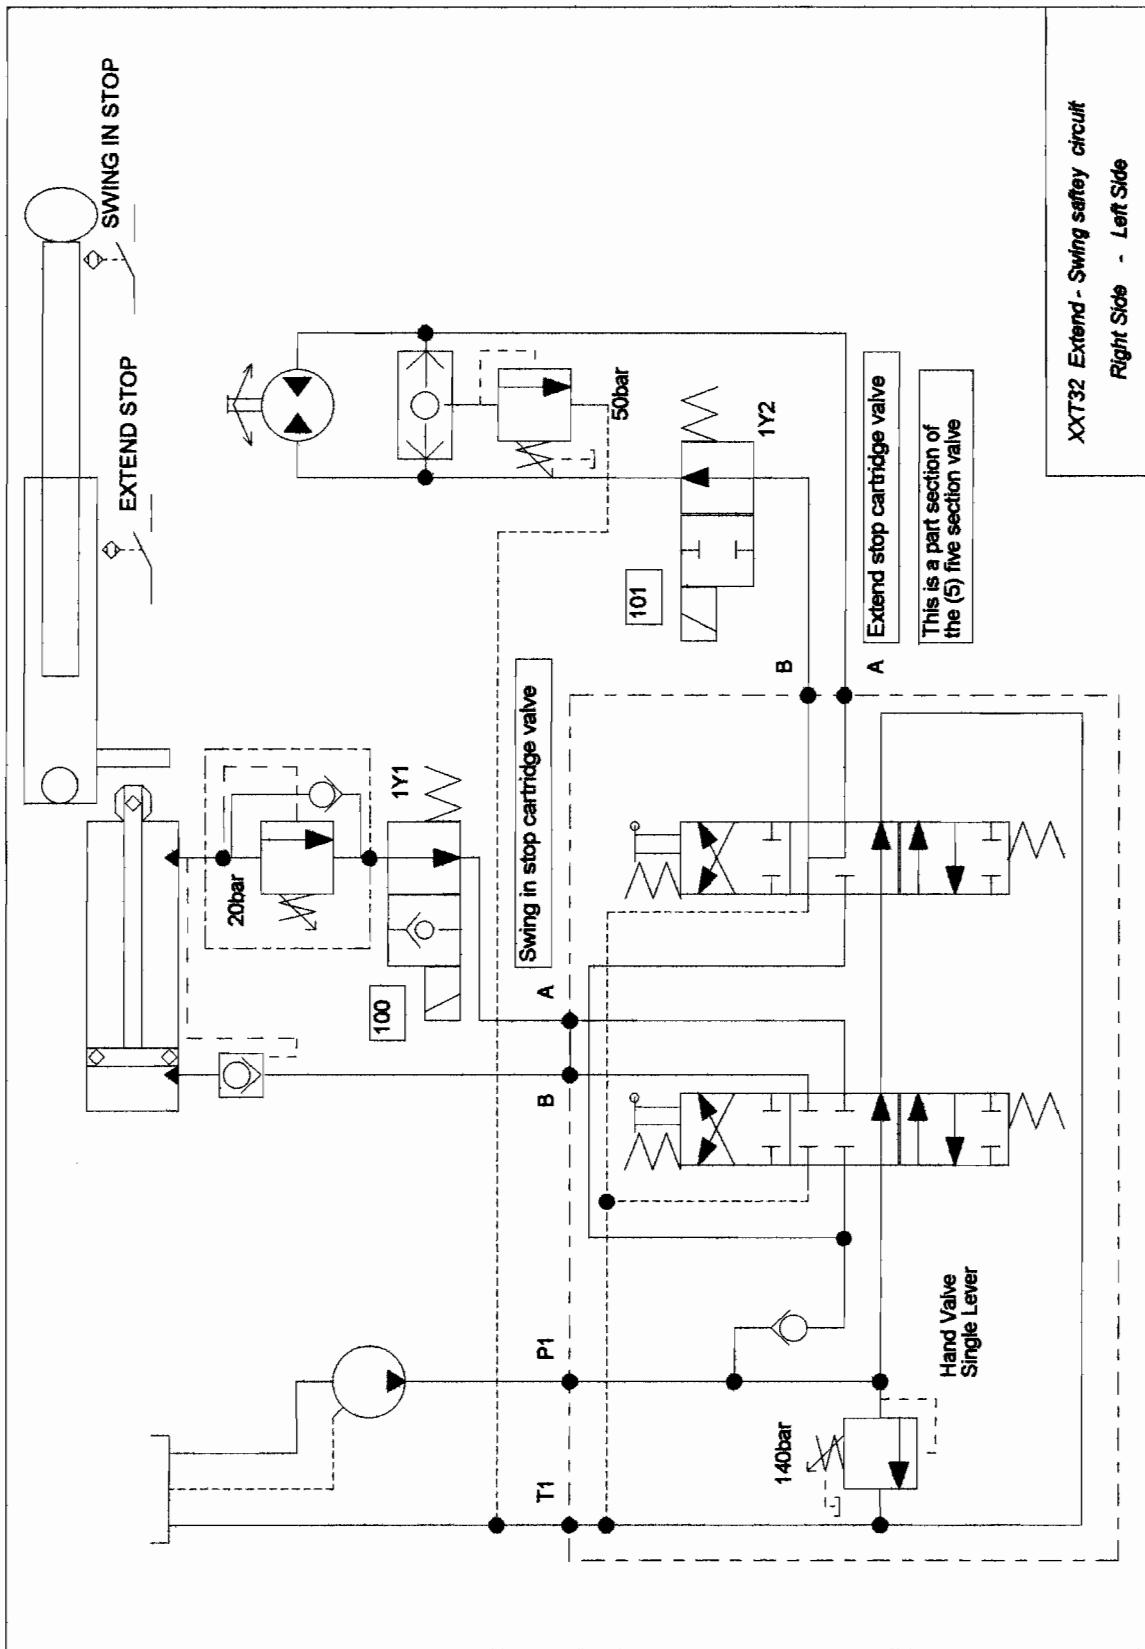 SWING IN STOP
EXTEND STOP
20bar
1Y1
100
Swing in stop cartridge valve
50bar
1Y2
101
Extend stop cartridge valve
This is a part section of
the (5) five section valve
T1
P1
B
A
B
A
140bar
Hand Valve
Single Lever
XXT32 Extend - Swing saftey circuit
Right Side - Left Side